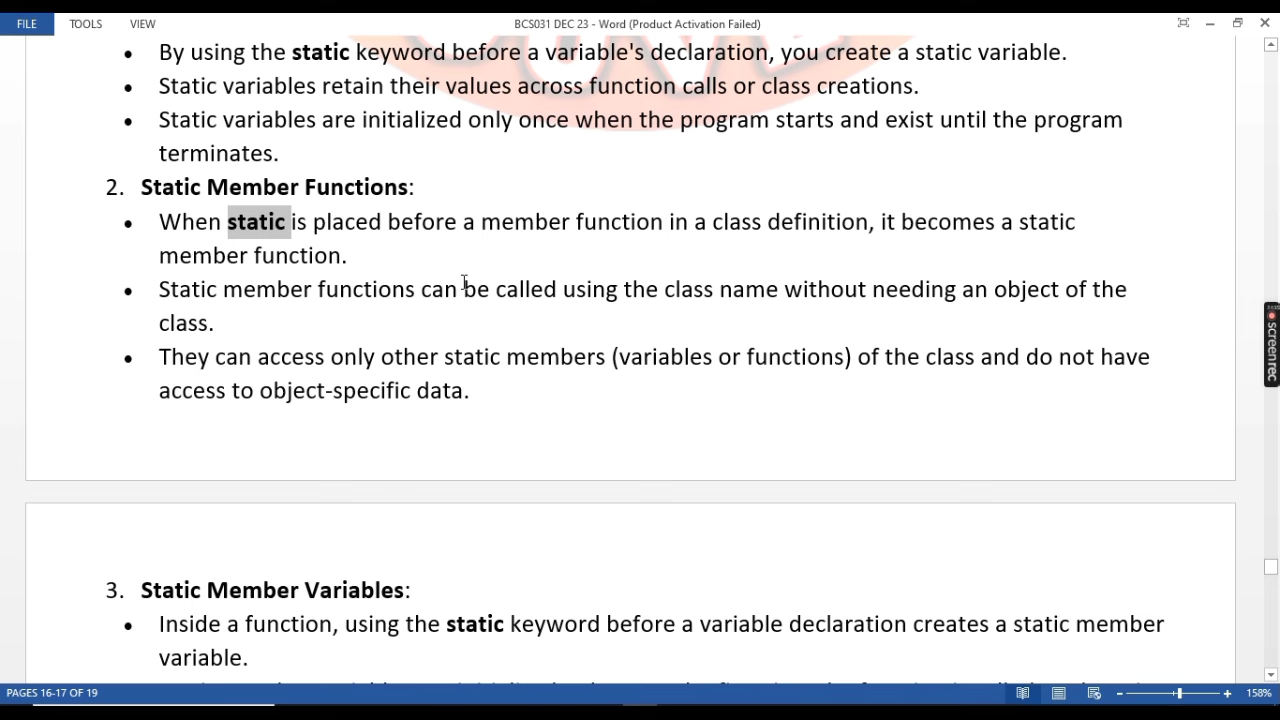 FILE TOOLS VIEW BCS031 DEC 23 - Word (Product Activation Failed)
• By using the static keyword before a variable's declaration, you create a static variable.
• Static variables retain their values across function calls or class creations.
• Static variables are initialized only once when the program starts and exist until the program
terminates.
2. Static Member Functions:
• When static is placed before a member function in a class definition, it becomes a static
member function.
• Static member functions can be called using the class name without needing an object of the
class.
• They can access only other static members (variables or functions) of the class and do not have
access to object-specific data.
3. Static Member Variables:
• Inside a function, using the static keyword before a variable declaration creates a static member
variable.
screenrec
PAGES 16-17 OF 19 158%